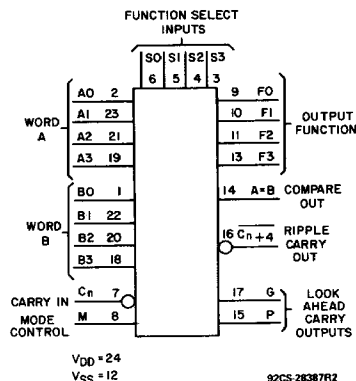 FUNCTION SELECT
INPUTS
S0 S1 S2 S3
6 5 4 3
A0 2
A1 23
A2 21
A3 19
WORD
A
B0 1
B1 22
B2 20
B3 18
WORD
B
Cn 7
CARRY IN
M 8
MODE
CONTROL
9 F0
10 F1
11 F2
13 F3
OUTPUT
FUNCTION
14 A=B
COMPARE
OUT
16 Cn+4
RIPPLE
CARRY
OUT
17 G
15 P
LOOK
AHEAD
CARRY
OUTPUTS
VDD = 24
VSS = 12
92CS-28387R2